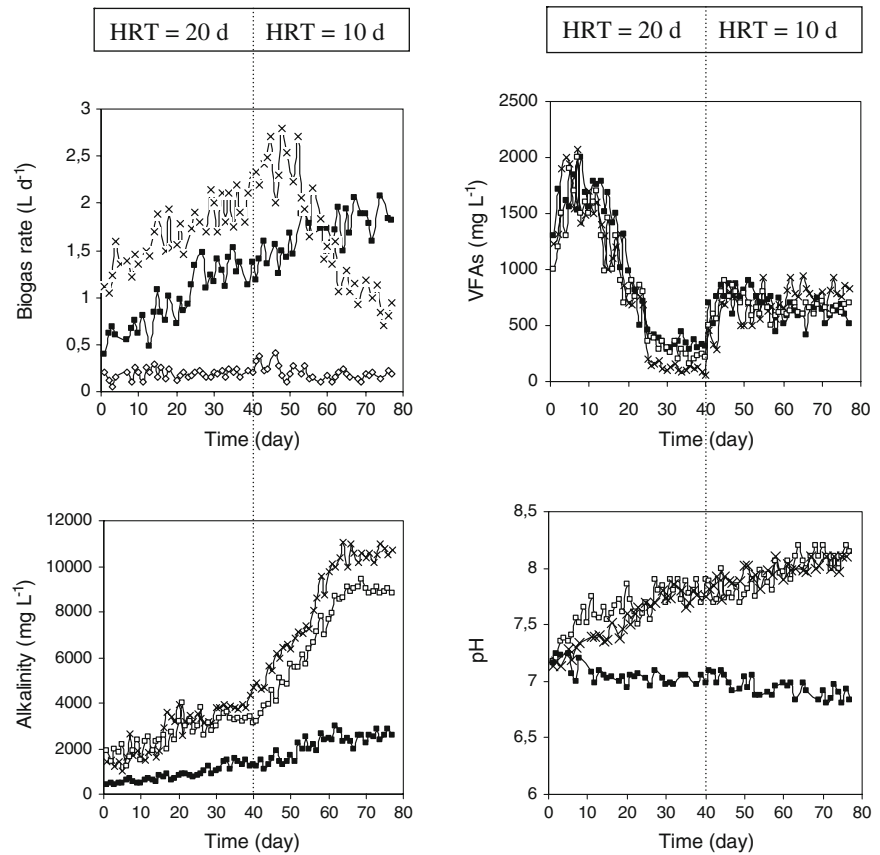 HRT = 20 d HRT = 10 d
HRT = 20 d HRT = 10 d
3
2,5
2
1,5
1
0,5
0
Biogas rate (L d⁻¹)
0 10 20 30 40 50 60 70 80
Time (day)
2500
2000
1500
1000
500
0
VFAs (mg L⁻¹)
0 10 20 30 40 50 60 70 80
Time (day)
12000
10000
8000
6000
4000
2000
0
Alkalinity (mg L⁻¹)
0 10 20 30 40 50 60 70 80
Time (day)
8,5
8
7,5
7
6,5
6
pH
0 10 20 30 40 50 60 70 80
Time (day)